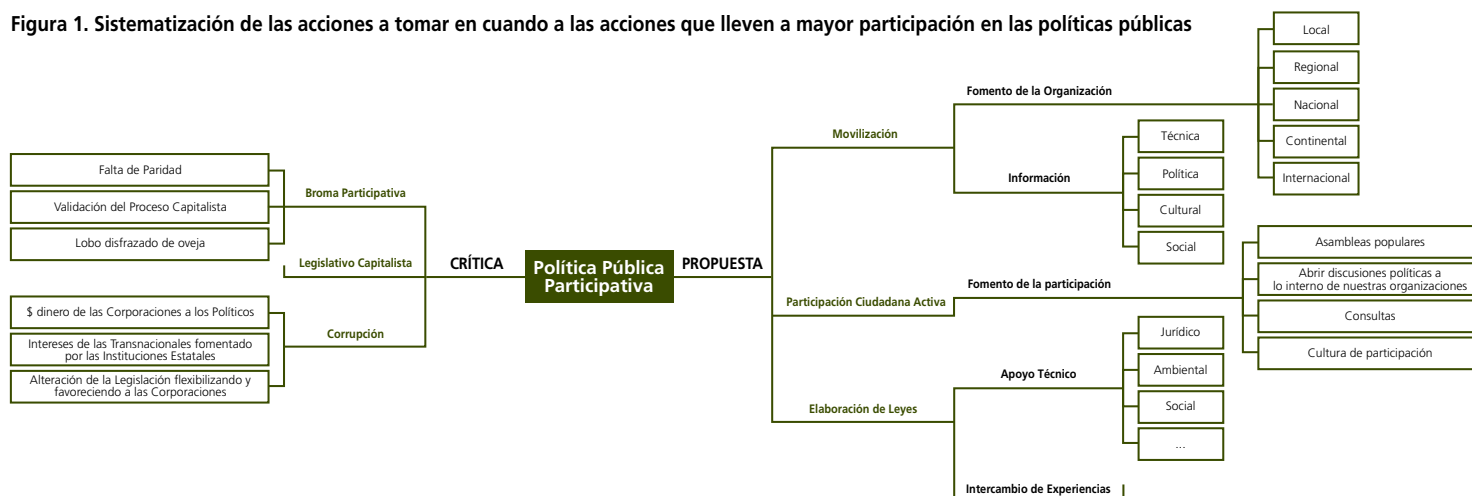 Figura 1. Sistematización de las acciones a tomar en cuando a las acciones que lleven a mayor participación en las políticas públicas
Falta de Paridad
Validación del Proceso Capitalista
Lobo disfrazado de oveja
Broma Participativa
Legislativo Capitalista
$ dinero de las Corporaciones a los Políticos
Intereses de las Transnacionales fomentado
por las Instituciones Estatales
Alteración de la Legislación flexibilizando y
favoreciendo a las Corporaciones
Corrupción
CRÍTICA
Política Pública
Participativa
PROPUESTA
Movilización
Fomento de la Organización
Local
Regional
Nacional
Continental
Internacional
Información
Técnica
Política
Cultural
Social
Participación Ciudadana Activa
Fomento de la participación
Asambleas populares
Abrir discusiones políticas a
lo interno de nuestras organizaciones
Consultas
Cultura de participación
Elaboración de Leyes
Apoyo Técnico
Jurídico
Ambiental
Social
...
Intercambio de Experiencias